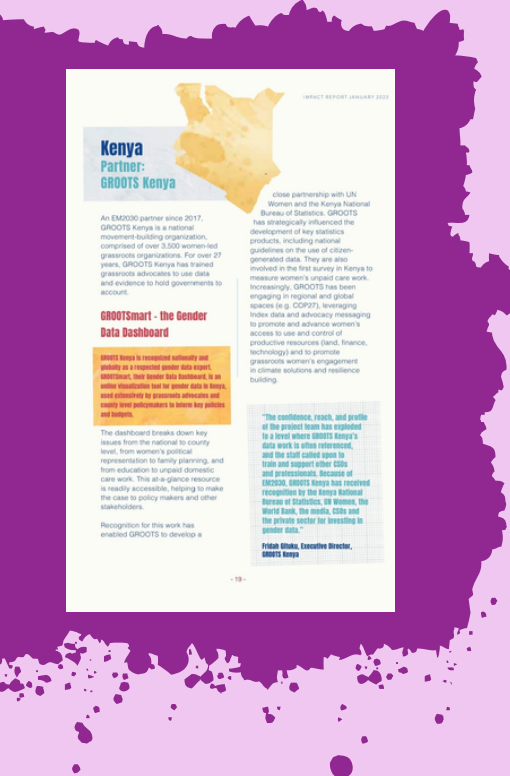 IMPACT REPORT JANUARY 2023
Kenya
Partner:
GROOTS Kenya
An EM2030 partner since 2017,
GROOTS Kenya is a national
movement-building organization,
comprised of over 3,500 women-led
grassroots organizations. For over 27
years, GROOTS Kenya has trained
grassroots advocates to use data
and evidence to hold governments to
account.
GROOTSmart - the Gender
Data Dashboard
GROOTS Kenya is recognized nationally and
globally as a respected gender data expert.
GROOTSmart, their Gender Data Dashboard, is an
online visualization tool for gender data in Kenya,
used extensively by grassroots advocates and
county level policymakers to inform key policies
and budgets.
The dashboard breaks down key
issues from the national to county
level, from women's political
representation to family planning, and
from education to unpaid domestic
care work. This at-a-glance resource
is readily accessible, helping to make
the case to policy makers and other
stakeholders.
Recognition for this work has
enabled GROOTS to develop a
close partnership with UN
Women and the Kenya National
Bureau of Statistics. GROOTS
has strategically influenced the
development of key statistics
products, including national
guidelines on the use of citizen-
generated data. They are also
involved in the first survey in Kenya to
measure women's unpaid care work.
Increasingly, GROOTS has been
engaging in regional and global
spaces (e.g. COP27), leveraging
Index data and advocacy messaging
to promote and advance women's
access to use and control of
productive resources (land, finance,
technology) and to promote
grassroots women's engagement
in climate solutions and resilience
building.
"The confidence, reach, and profile
of the project team has exploded
to a level where GROOTS Kenya's
data work is often referenced,
and the staff called upon to
train and support other CSOs
and professionals. Because of
EM2030, GROOTS Kenya has received
recognition by the Kenya National
Bureau of Statistics, UN Women, the
World Bank, the media, CSOs and
the private sector for investing in
gender data."
Fridah Githuku, Executive Director,
GROOTS Kenya
- 19 -